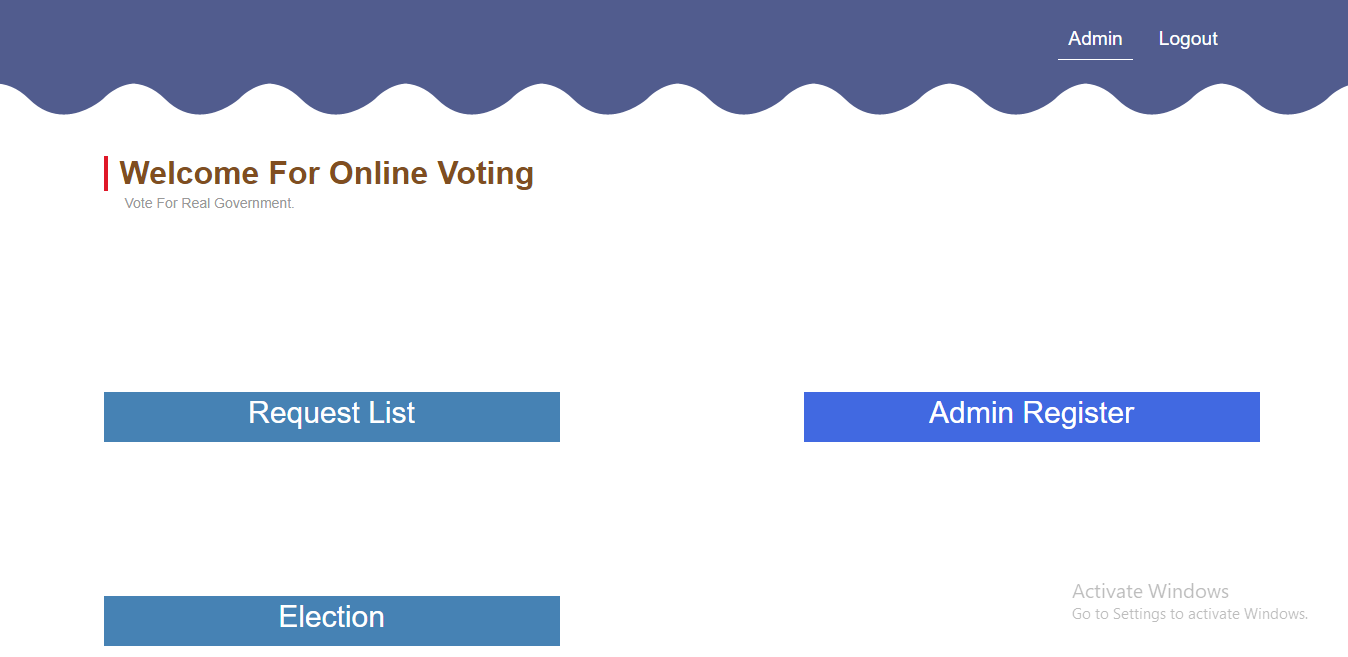 Admin Logout
Welcome For Online Voting
Vote For Real Government.
Request List
Admin Register
Election
Activate Windows
Go to Settings to activate Windows.